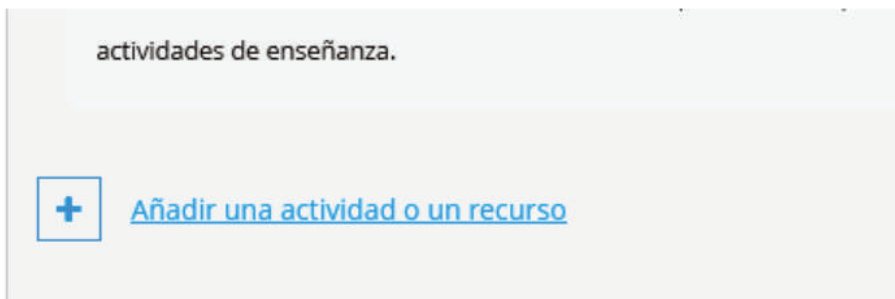 actividades de enseñanza.
Añadir una actividad o un recurso